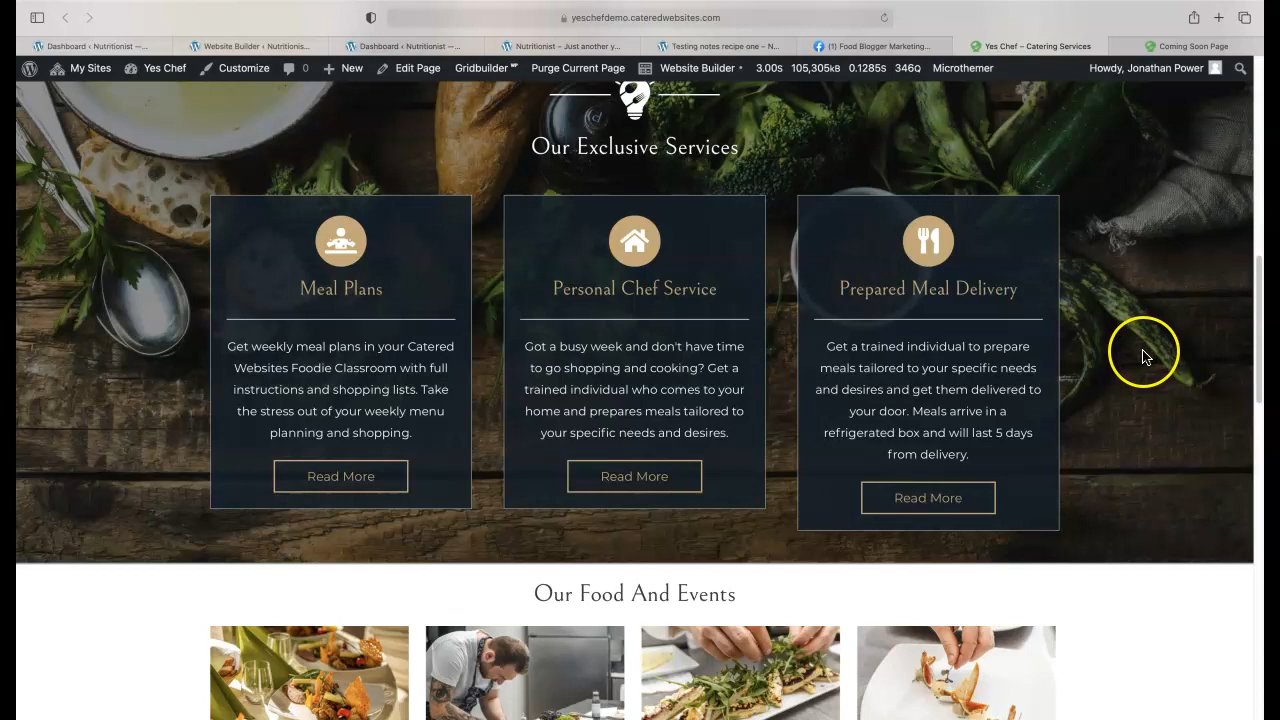 yeschefdemo.cateredwebsites.com
Dashboard ‹ Nutritionist —...
Website Builder ‹ Nutritionis...
Dashboard ‹ Nutritionist —...
Nutritionist – Just another y...
Testing notes recipe one – N...
(1) Food Blogger Marketing...
Yes Chef – Catering Services
Coming Soon Page
My Sites
Yes Chef
Customize
0
New
Edit Page
Gridbuilder ᵂᴾ
Purge Current Page
Website Builder
3.00S
105,305KB
0.1285S
346Q
Microthemer
Howdy, Jonathan Power
Our Exclusive Services
Meal Plans
Get weekly meal plans in your Catered
Websites Foodie Classroom with full
instructions and shopping lists. Take
the stress out of your weekly menu
planning and shopping.
Read More
Personal Chef Service
Got a busy week and don't have time
to go shopping and cooking? Get a
trained individual who comes to your
home and prepares meals tailored to
your specific needs and desires.
Read More
Prepared Meal Delivery
Get a trained individual to prepare
meals tailored to your specific needs
and desires and get them delivered to
your door. Meals arrive in a
refrigerated box and will last 5 days
from delivery.
Read More
Our Food And Events